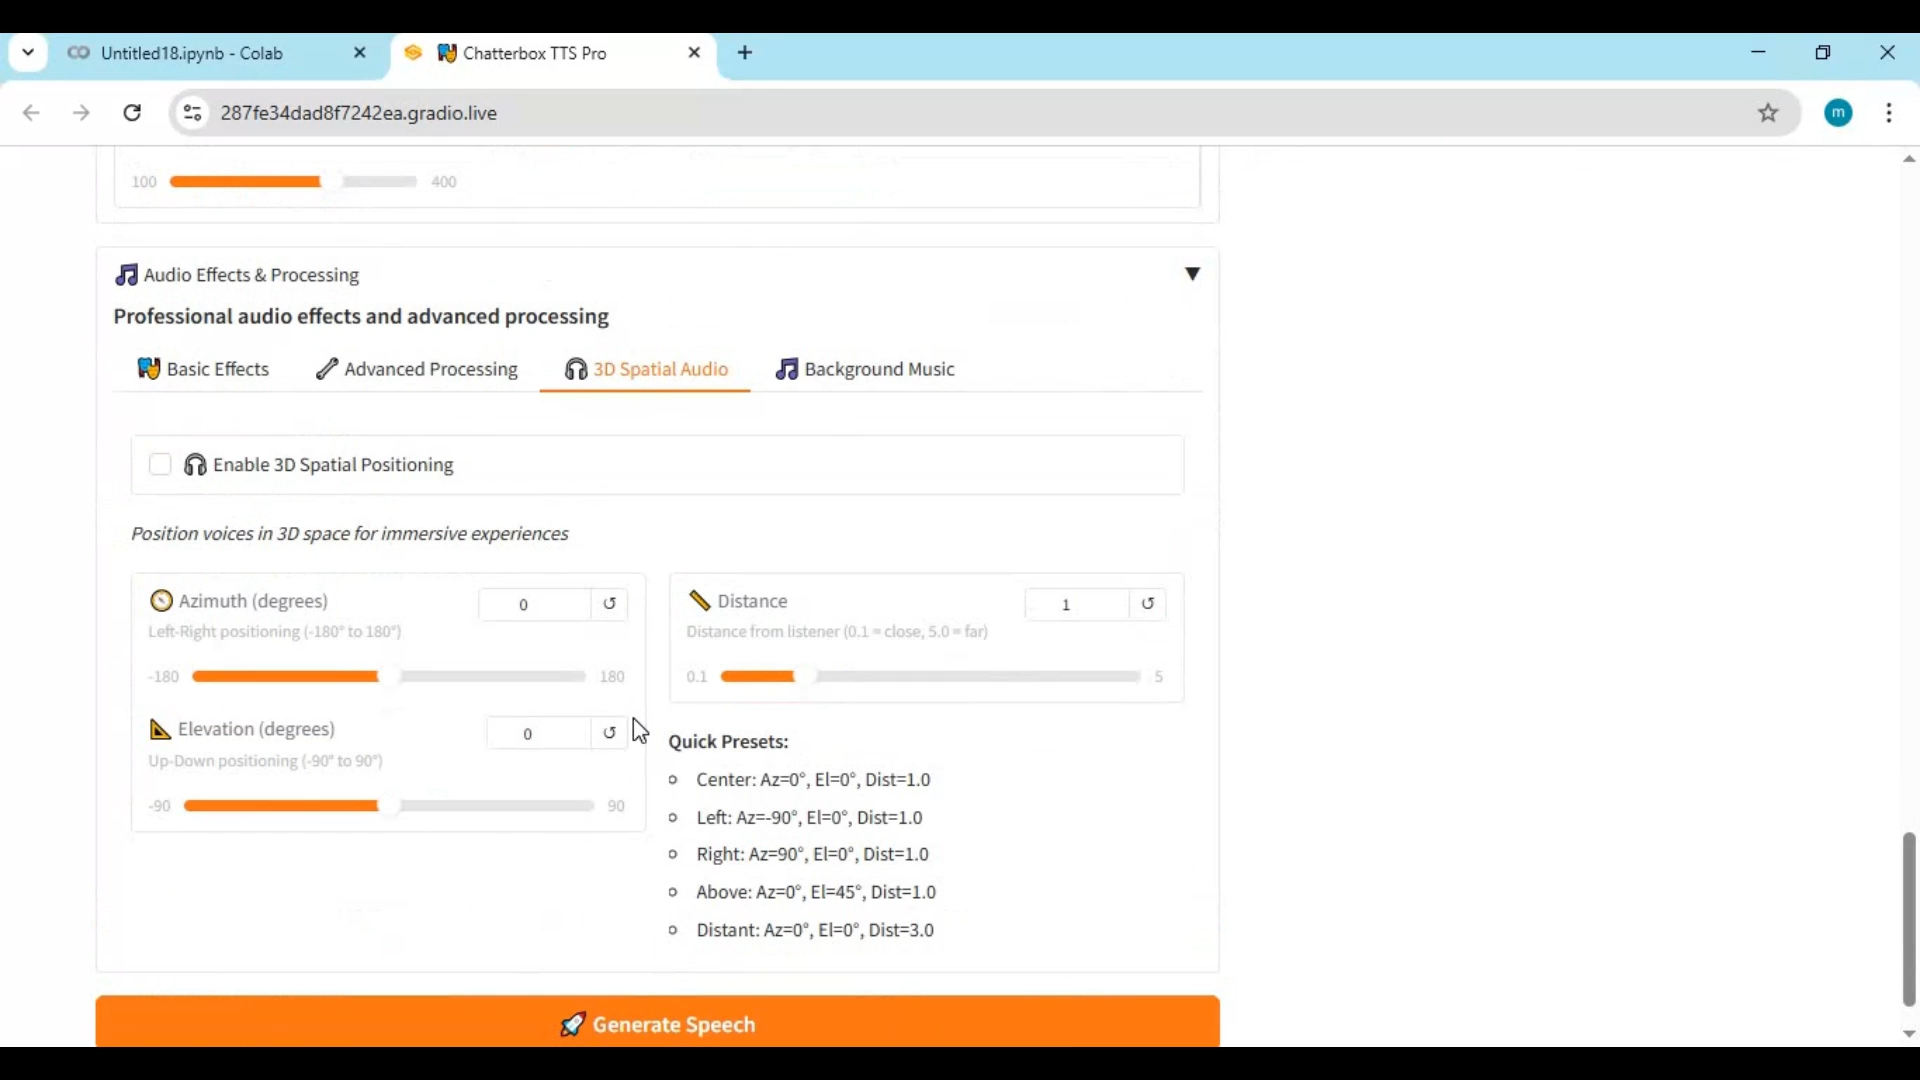 Untitled18.ipynb - Colab
Chatterbox TTS Pro
287fe34dad8f7242ea.gradio.live
m
100 400
Audio Effects & Processing
Professional audio effects and advanced processing
Basic Effects Advanced Processing 3D Spatial Audio Background Music
Enable 3D Spatial Positioning
Position voices in 3D space for immersive experiences
Azimuth (degrees) 0
Left-Right positioning (-180° to 180°)
-180 180
Elevation (degrees) 0
Up-Down positioning (-90° to 90°)
-90 90
Distance 1
Distance from listener (0.1 = close, 5.0 = far)
0.1 5
Quick Presets:
Center: Az=0°, El=0°, Dist=1.0
Left: Az=-90°, El=0°, Dist=1.0
Right: Az=90°, El=0°, Dist=1.0
Above: Az=0°, El=45°, Dist=1.0
Distant: Az=0°, El=0°, Dist=3.0
Generate Speech